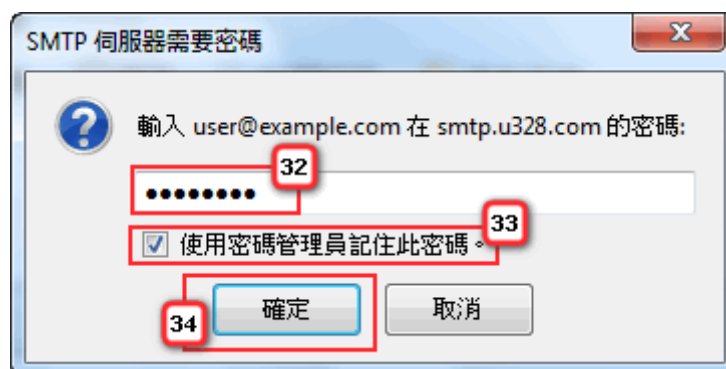 SMTP 伺服器需要密碼
輸入 user@example.com 在 smtp.u328.com 的密碼:
32
••••••••
33
使用密碼管理員記住此密碼。
34
確定
取消